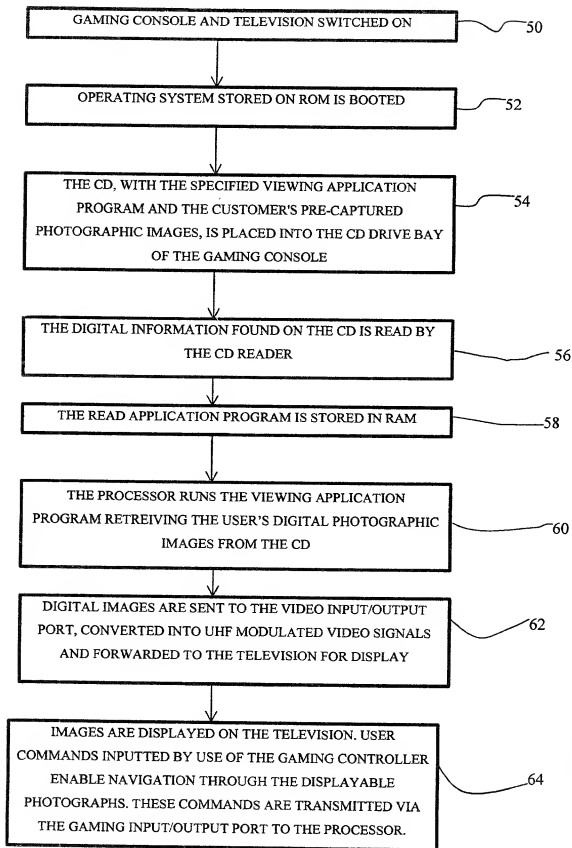 GAMING CONSOLE AND TELEVISION SWITCHED ON
50
OPERATING SYSTEM STORED ON ROM IS BOOTED
52
THE CD, WITH THE SPECIFIED VIEWING APPLICATION
PROGRAM AND THE CUSTOMER'S PRE-CAPTURED
PHOTOGRAPHIC IMAGES, IS PLACED INTO THE CD DRIVE BAY
OF THE GAMING CONSOLE
54
THE DIGITAL INFORMATION FOUND ON THE CD IS READ BY
THE CD READER
56
THE READ APPLICATION PROGRAM IS STORED IN RAM
58
THE PROCESSOR RUNS THE VIEWING APPLICATION
PROGRAM RETREIVING THE USER'S DIGITAL PHOTOGRAPHIC
IMAGES FROM THE CD
60
DIGITAL IMAGES ARE SENT TO THE VIDEO INPUT/OUTPUT
PORT, CONVERTED INTO UHF MODULATED VIDEO SIGNALS
AND FORWARDED TO THE TELEVISION FOR DISPLAY
62
IMAGES ARE DISPLAYED ON THE TELEVISION. USER
COMMANDS INPUTTED BY USE OF THE GAMING CONTROLLER
ENABLE NAVIGATION THROUGH THE DISPLAYABLE
PHOTOGRAPHS. THESE COMMANDS ARE TRANSMITTED VIA
THE GAMING INPUT/OUTPUT PORT TO THE PROCESSOR.
64